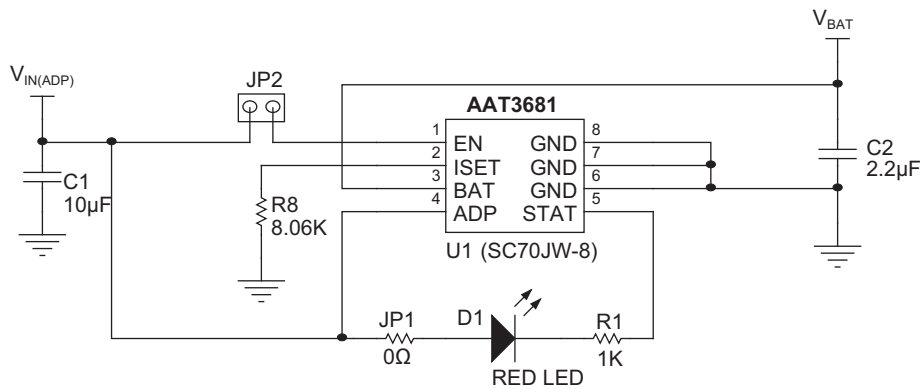 V_BAT
V_IN(ADP)
JP2
AAT3681
1 EN GND 8
2 ISET GND 7
3 BAT GND 6
4 ADP STAT 5
U1 (SC70JW-8)
C1
10µF
R8
8.06K
C2
2.2µF
JP1
0Ω
D1
RED LED
R1
1K